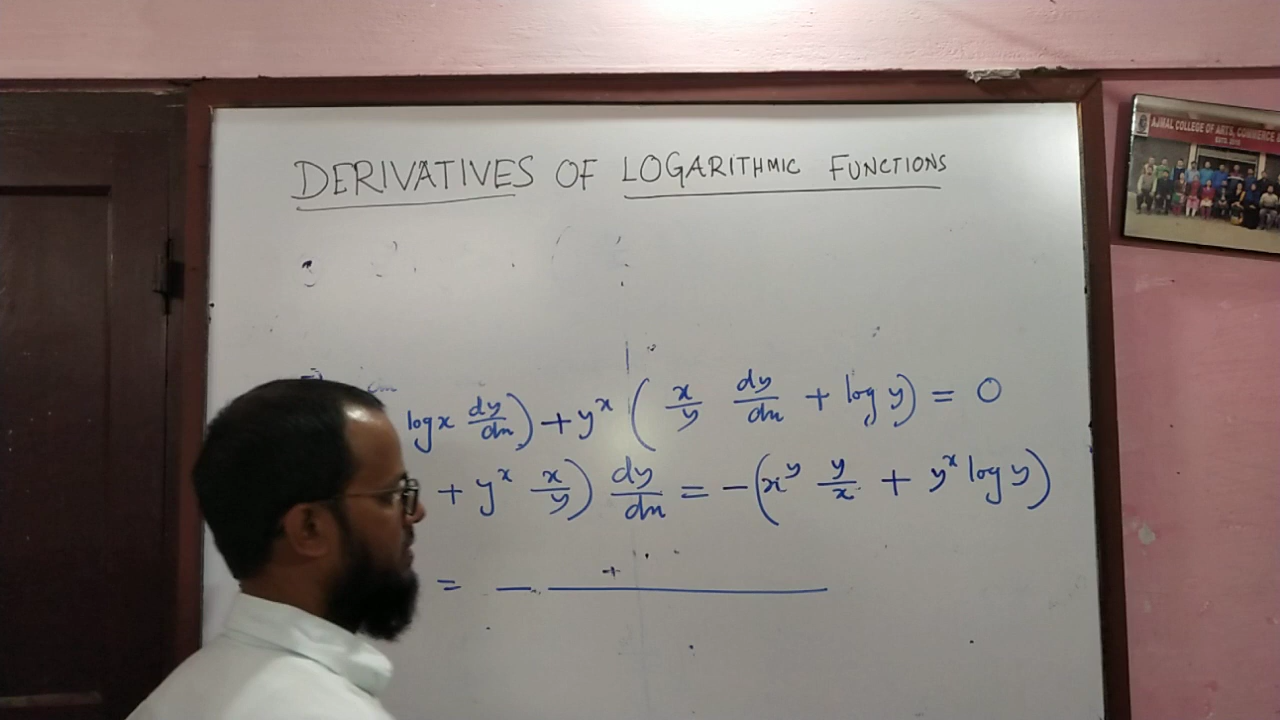 DERIVATIVES OF LOGARITHMIC FUNCTIONS
AJMAL COLLEGE OF ARTS, COMMERCE
log x dy/dx) + y^x ( x/y dy/dx + log y) = 0
+ y^x x/y) dy/dx = -(x^y y/x + y^x log y)
= - +